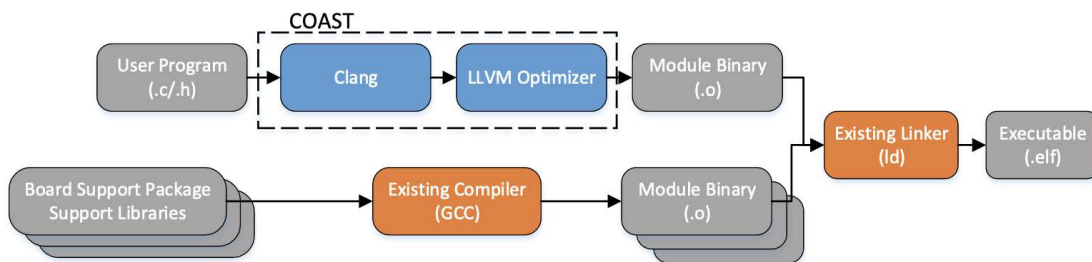 COAST
User Program
(.c/.h)
Clang
LLVM Optimizer
Module Binary
(.o)
Existing Linker
(ld)
Executable
(.elf)
Board Support Package
Support Libraries
Existing Compiler
(GCC)
Module Binary
(.o)